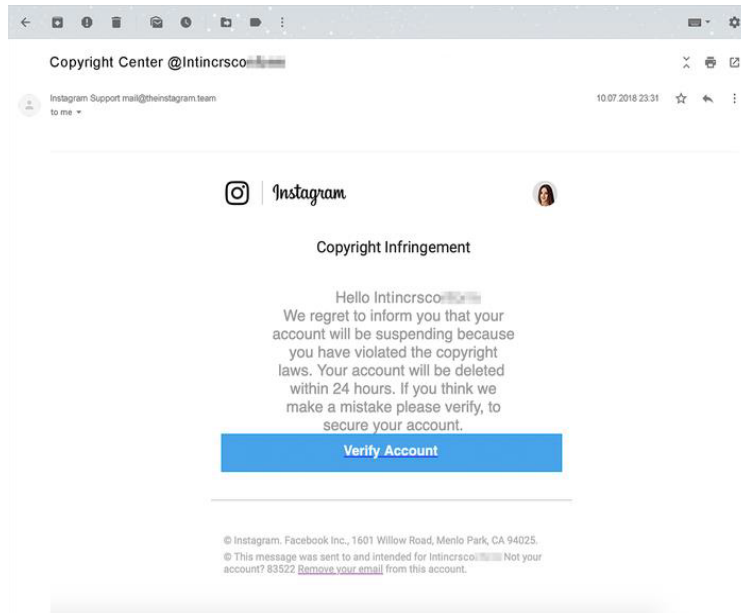 Copyright Center @Intincrsco
Instagram Support mail@theinstagram.team
10.07.2018 23:31
to me
Instagram
Copyright Infringement
Hello Intincrsco
We regret to inform you that your
account will be suspending because
you have violated the copyright
laws. Your account will be deleted
within 24 hours. If you think we
make a mistake please verify, to
secure your account.
Verify Account
© Instagram. Facebook Inc., 1601 Willow Road, Menlo Park, CA 94025.
© This message was sent to and intended for Intincrsco Not your
account? 83522 Remove your email from this account.